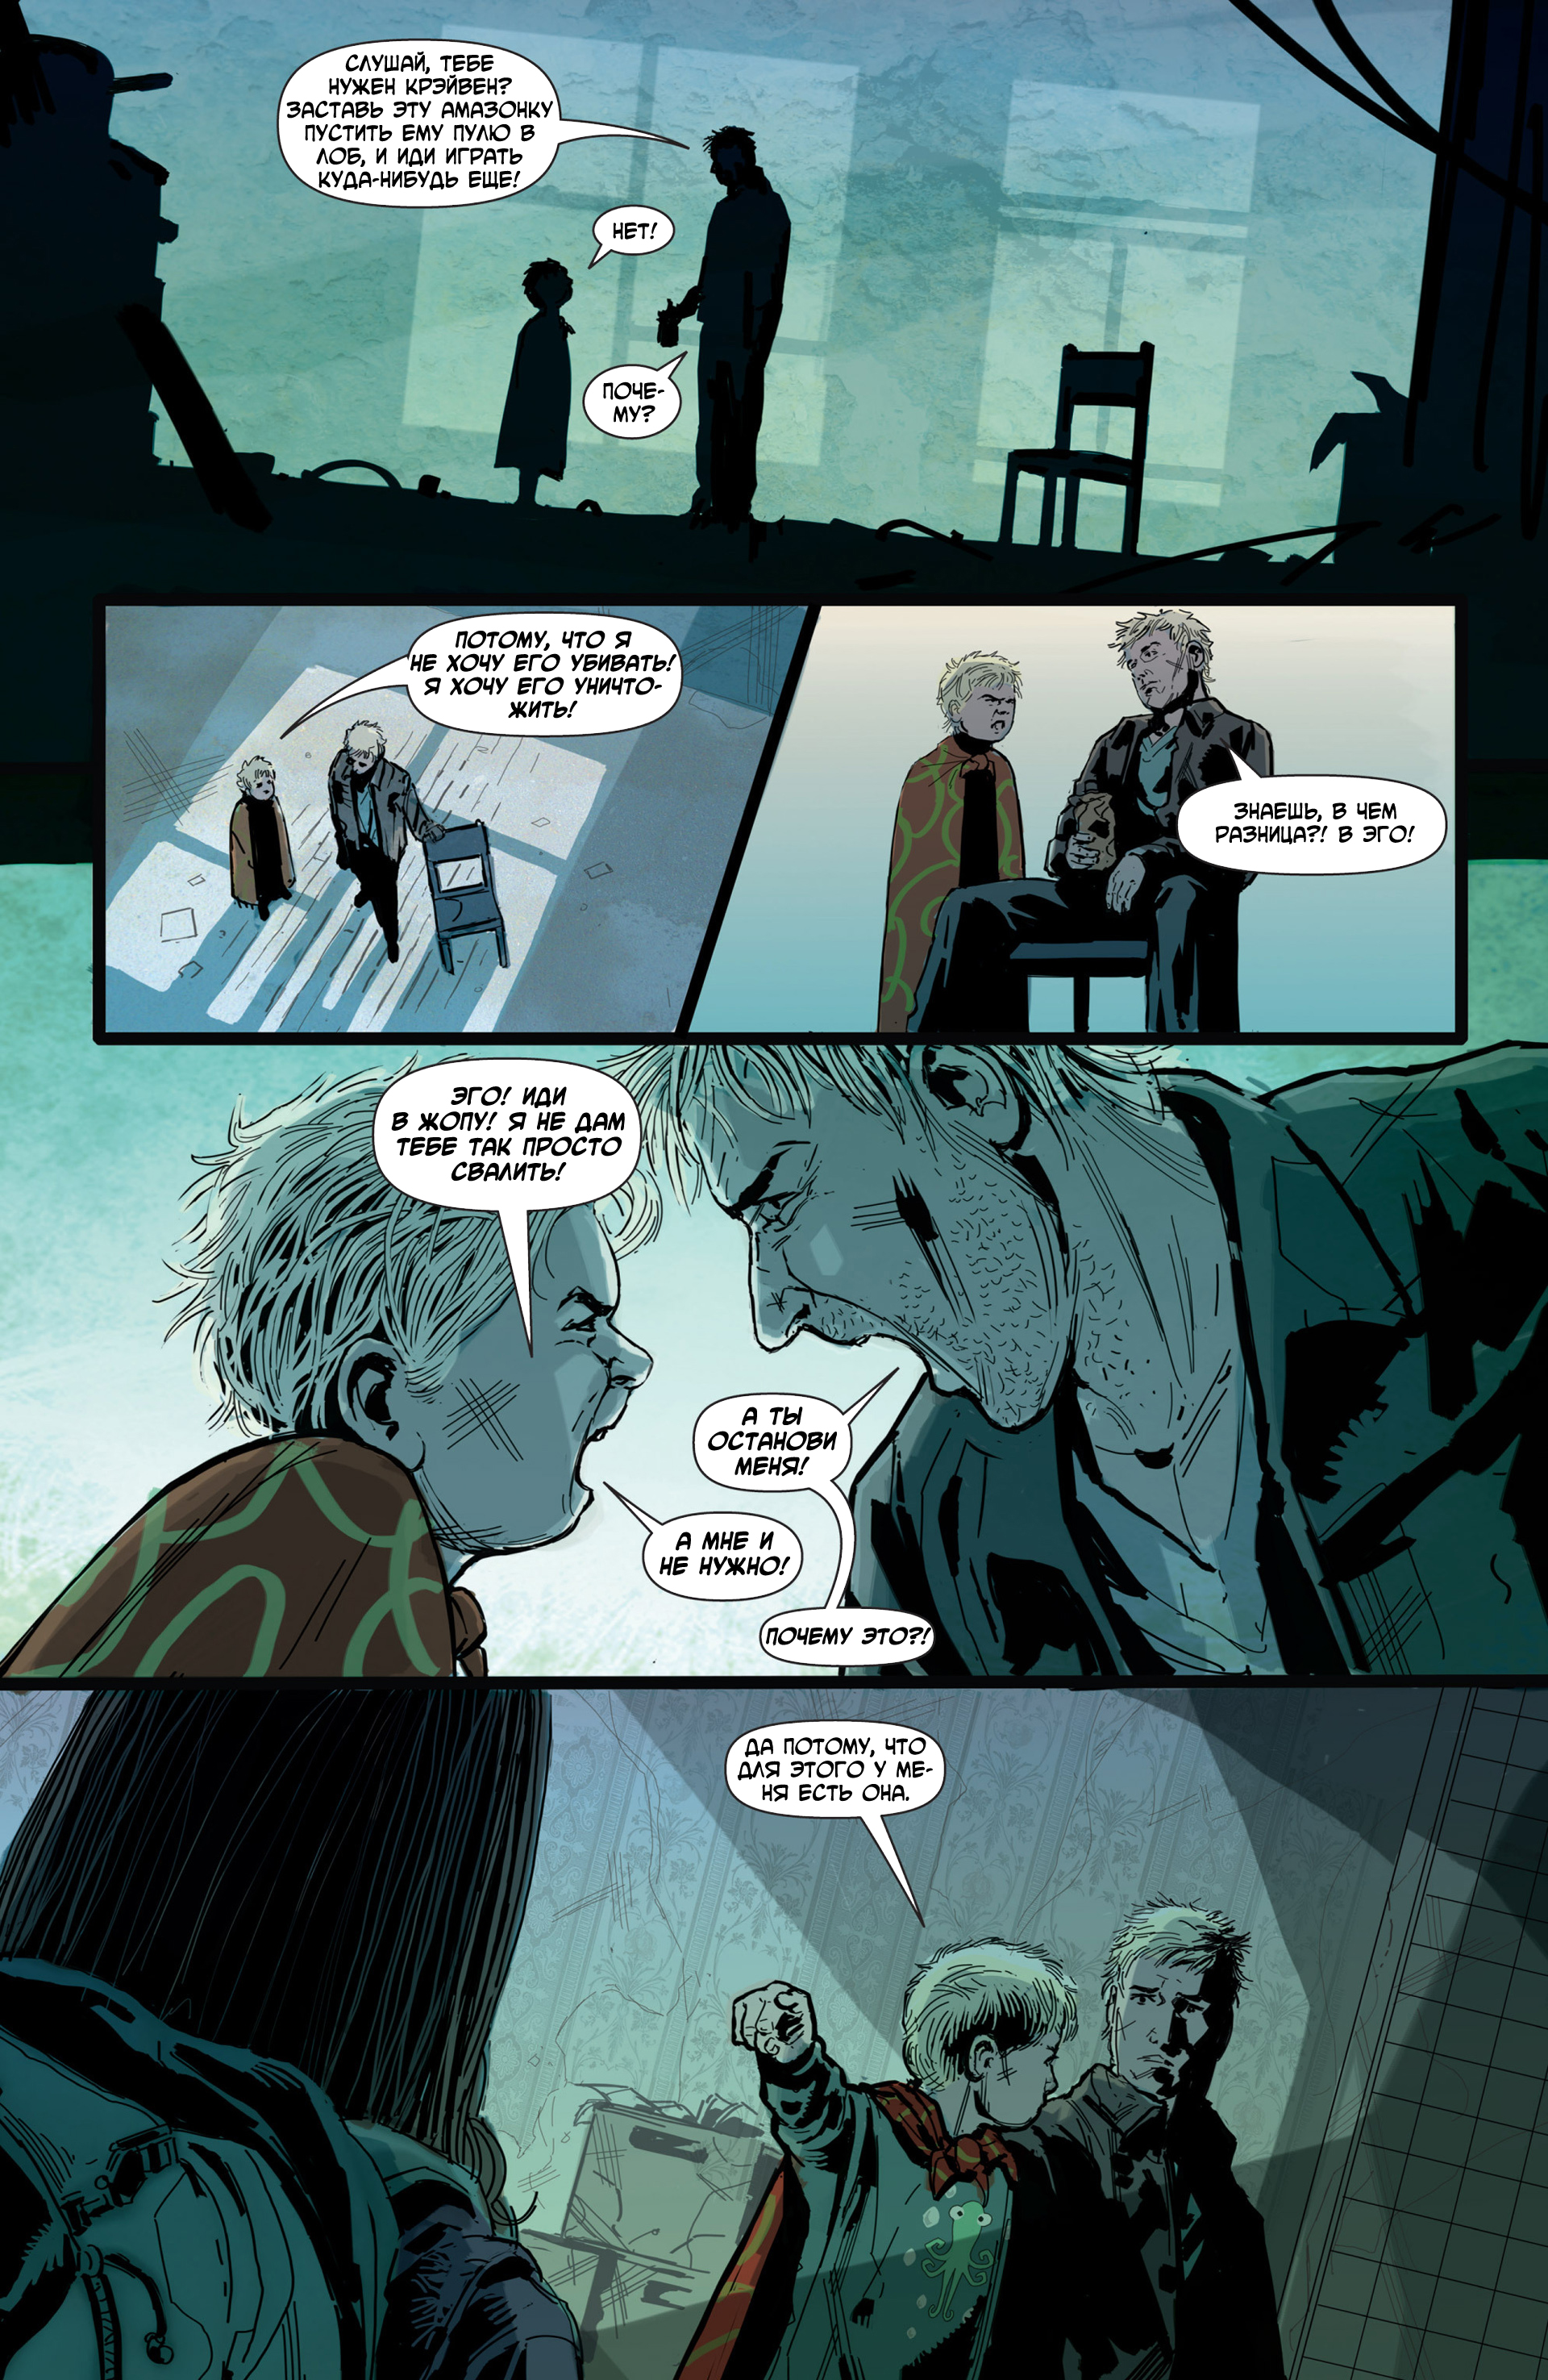 СЛУШАЙ, ТЕБЕ
НУЖЕН КРЭЙВЕН?
ЗАСТАВЬ ЭТУ АМАЗОНКУ
ПУСТИТЬ ЕМУ ПУЛЮ В
ЛОБ, И ИДИ ИГРАТЬ
КУДА-НИБУДЬ ЕЩЕ!
НЕТ!
ПОЧЕ-
МУ?
ПОТОМУ, ЧТО Я
НЕ ХОЧУ ЕГО УБИВАТЬ!
Я ХОЧУ ЕГО УНИЧТО-
ЖИТЬ!
ЗНАЕШЬ, В ЧЕМ
РАЗНИЦА?! В ЭГО!
ЭГО! ИДИ
В ЖОПУ! Я НЕ ДАМ
ТЕБЕ ТАК ПРОСТО
СВАЛИТЬ!
А ТЫ
ОСТАНОВИ
МЕНЯ!
А МНЕ И
НЕ НУЖНО!
ПОЧЕМУ ЭТО?!
ДА ПОТОМУ, ЧТО
ДЛЯ ЭТОГО У МЕ-
НЯ ЕСТЬ ОНА.